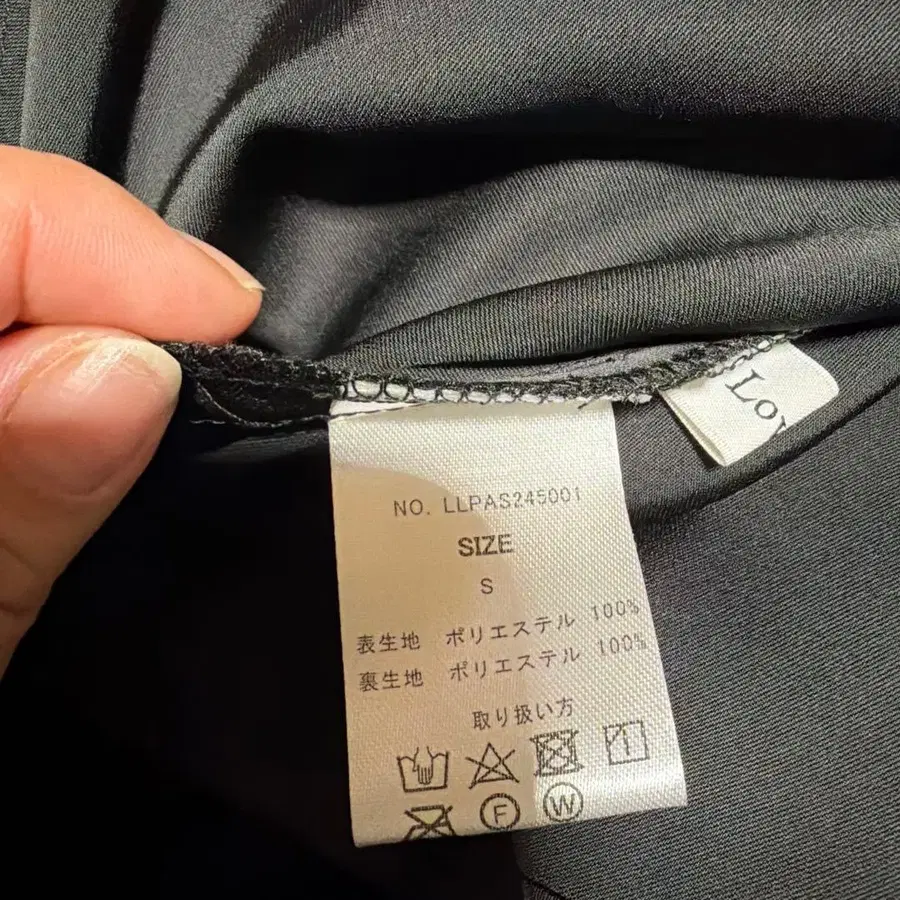 NO. LLPAS245001
SIZE
S
表生地 ポリエステル 100%
裏生地 ポリエステル 100%
取り扱い方
F W